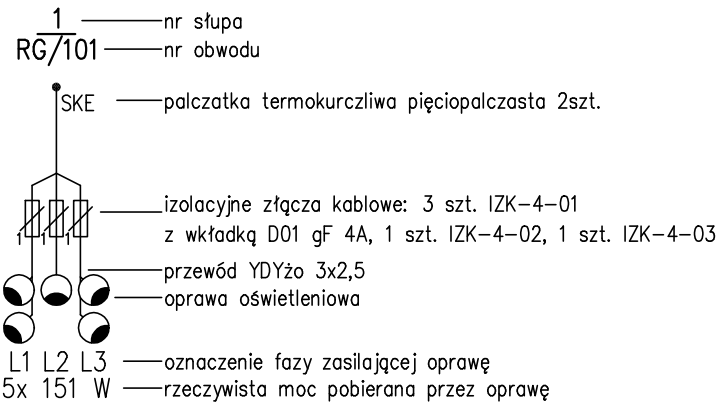 1 nr słupa
RG/101 nr obwodu
SKE palczatka termokurczliwa pięciopalczasta 2szt.
izolacyjne złącza kablowe: 3 szt. IZK-4-01
1 1 1 z wkładką D01 gF 4A, 1 szt. IZK-4-02, 1 szt. IZK-4-03
przewód YDYżo 3x2,5
oprawa oświetleniowa
L1 L2 L3 oznaczenie fazy zasilającej oprawę
5x 151 W rzeczywista moc pobierana przez oprawę